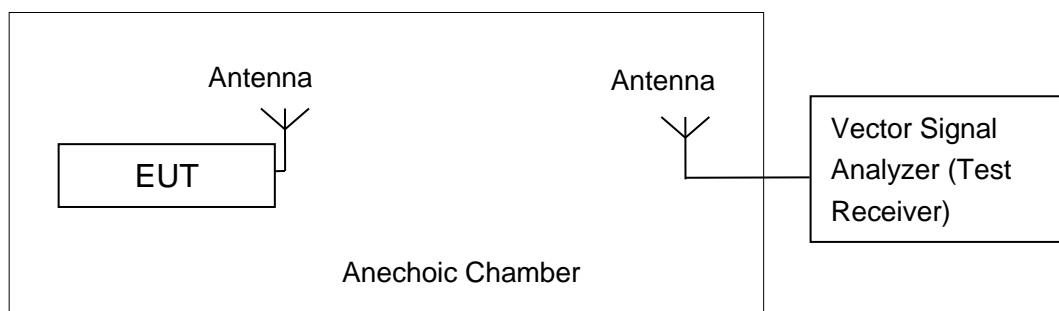 Antenna
Antenna
EUT
Vector Signal
Analyzer (Test
Receiver)
Anechoic Chamber